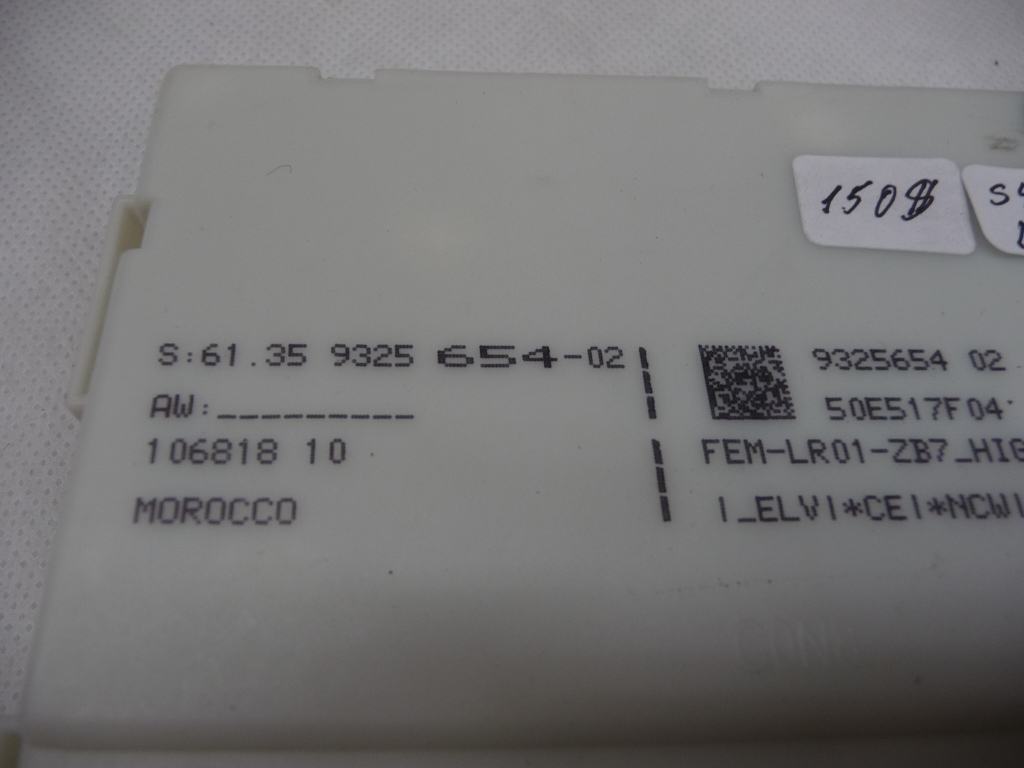 150$
S:61.35 9325 654-02
AW:_________
106818 10
MOROCCO
9325654 02
50E517F04
FEM-LR01-ZB7_HIG
|_ELV|*CE|*NCW|